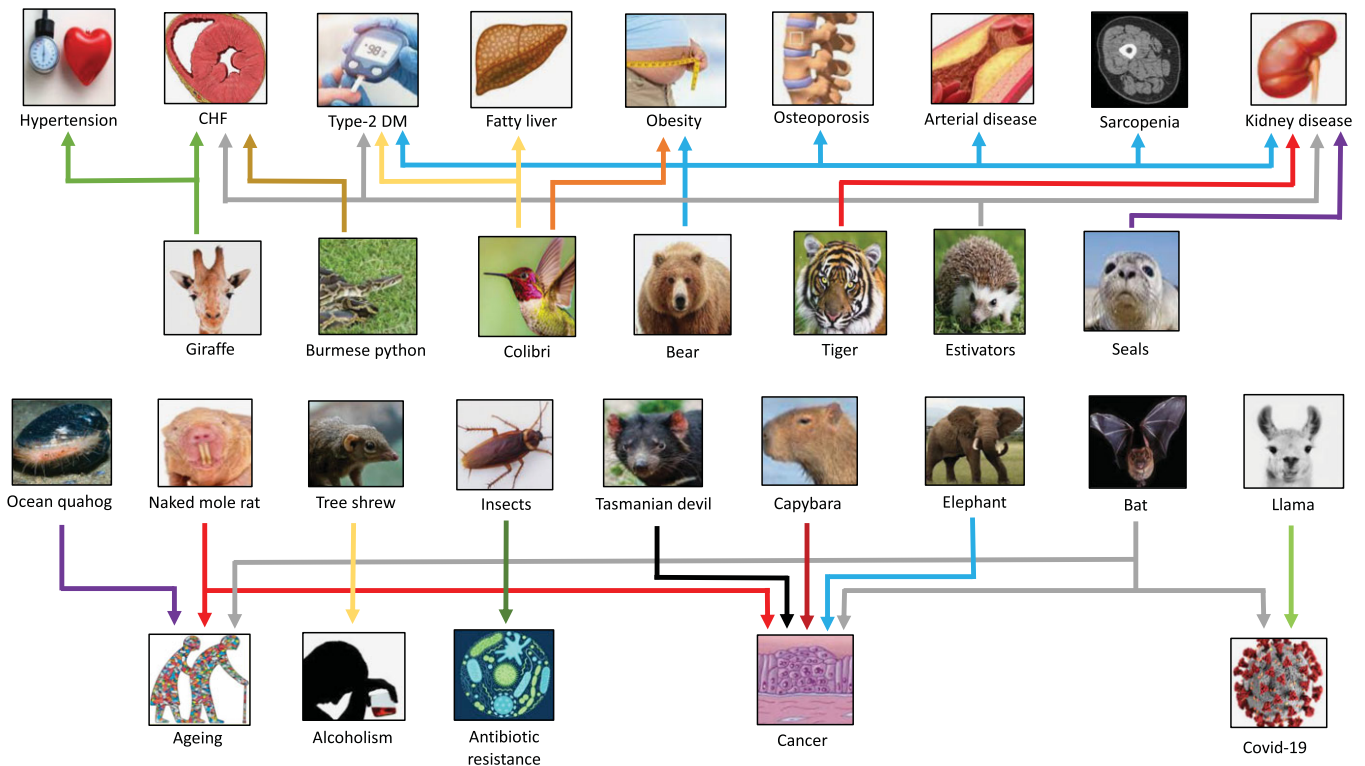 Hypertension
CHF
Type-2 DM
Fatty liver
Obesity
Osteoporosis
Arterial disease
Sarcopenia
Kidney disease
Giraffe
Burmese python
Colibri
Bear
Tiger
Estivators
Seals
Ocean quahog
Naked mole rat
Tree shrew
Insects
Tasmanian devil
Capybara
Elephant
Bat
Llama
Ageing
Alcoholism
Antibiotic
resistance
Cancer
Covid-19